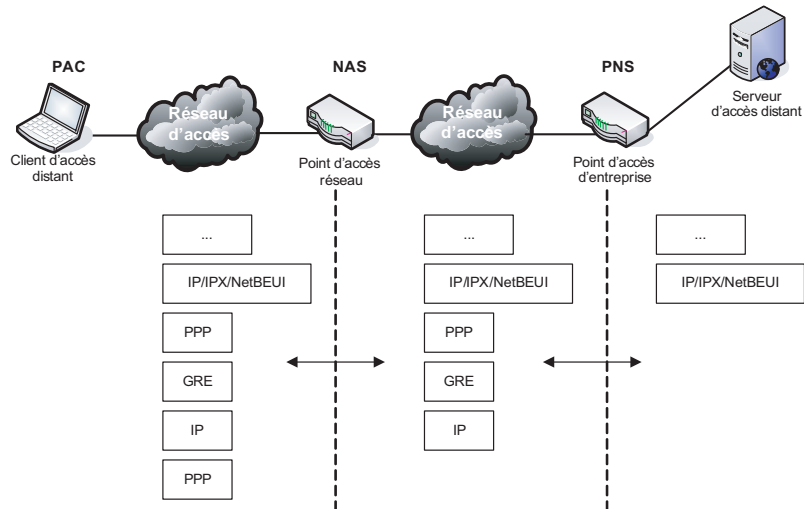 PAC
NAS
PNS
Réseau
d'accès
Réseau
d'accès
Serveur
d'accès distant
Client d'accès
distant
Point d'accès
réseau
Point d'accès
d'entreprise
...
...
...
IP/IPX/NetBEUI
IP/IPX/NetBEUI
IP/IPX/NetBEUI
PPP
PPP
GRE
GRE
IP
IP
PPP